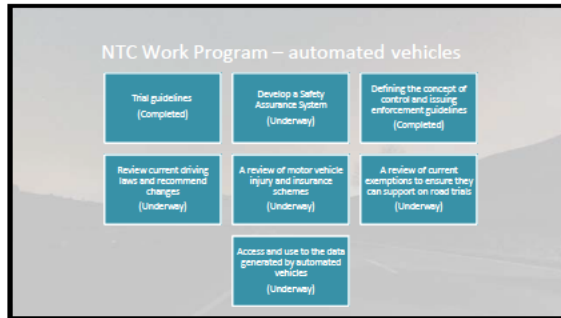 NTC Work Program – automated vehicles
Trial guidelines
(Completed)
Develop a Safety
Assurance System
(Underway)
Defining the concept of
control and issuing
enforcement guidelines
(Completed)
Review current driving
laws and recommend
changes
(Underway)
A review of motor vehicle
injury and insurance
schemes
(Underway)
A review of current
exemptions to ensure they
can support on road trials
(Underway)
Access and use to the data
generated by automated
vehicles
(Underway)